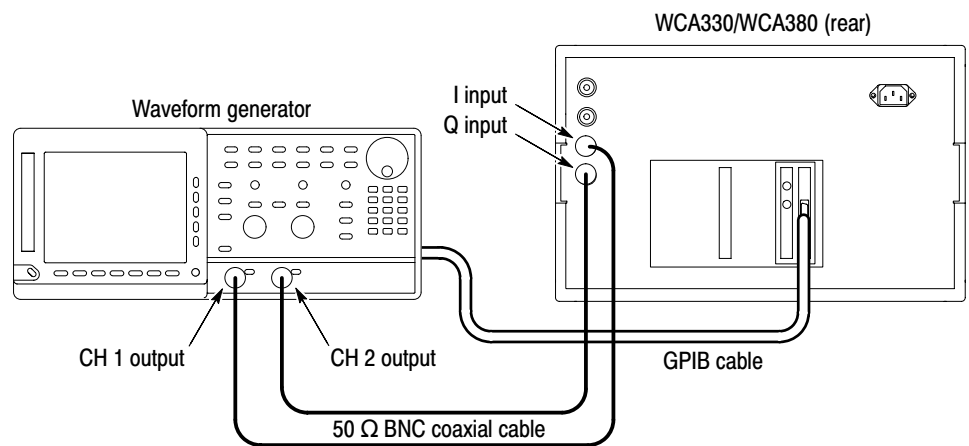 WCA330/WCA380 (rear)
I input
Q input
Waveform generator
CH 1 output
CH 2 output
GPIB cable
50 Ω BNC coaxial cable